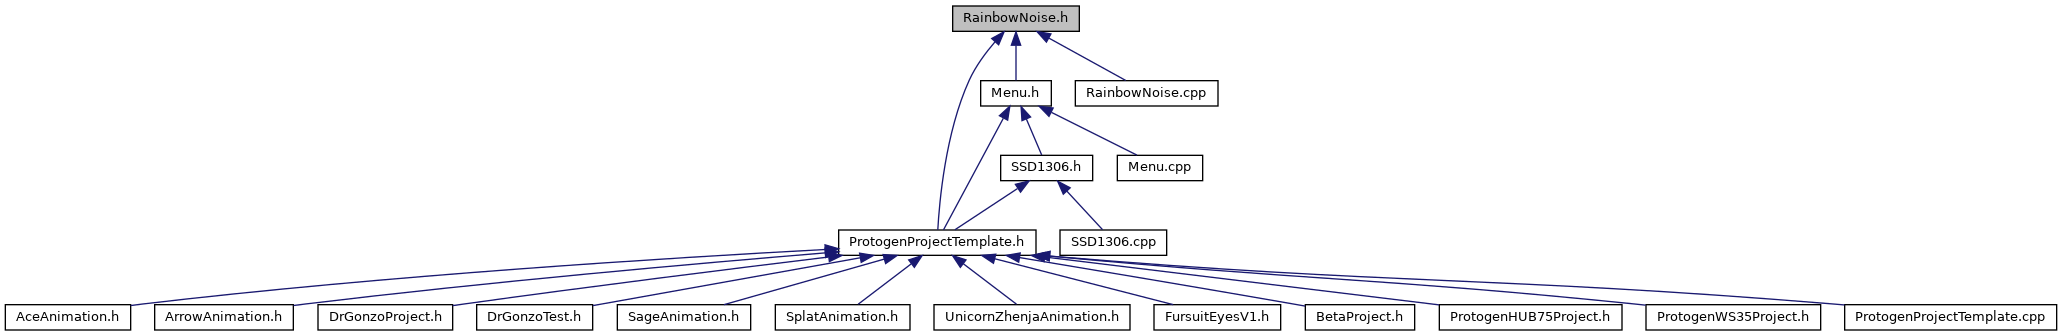 RainbowNoise.h
Menu.h
RainbowNoise.cpp
SSD1306.h
Menu.cpp
ProtogenProjectTemplate.h
SSD1306.cpp
AceAnimation.h
ArrowAnimation.h
DrGonzoProject.h
DrGonzoTest.h
SageAnimation.h
SplatAnimation.h
UnicornZhenjaAnimation.h
FursuitEyesV1.h
BetaProject.h
ProtogenHUB75Project.h
ProtogenWS35Project.h
ProtogenProjectTemplate.cpp